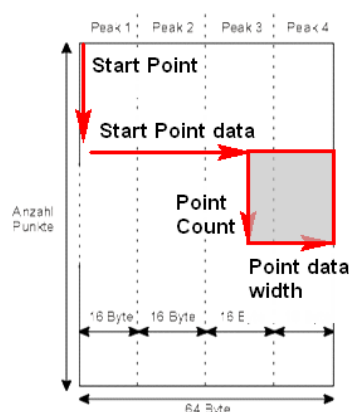 Peak 1 Peak 2 Peak 3 Peak 4
Start Point
Start Point data
Anzahl
Punkte
Point
Count
Point data
width
16 Byte 16 Byte 16 B
64 Byte